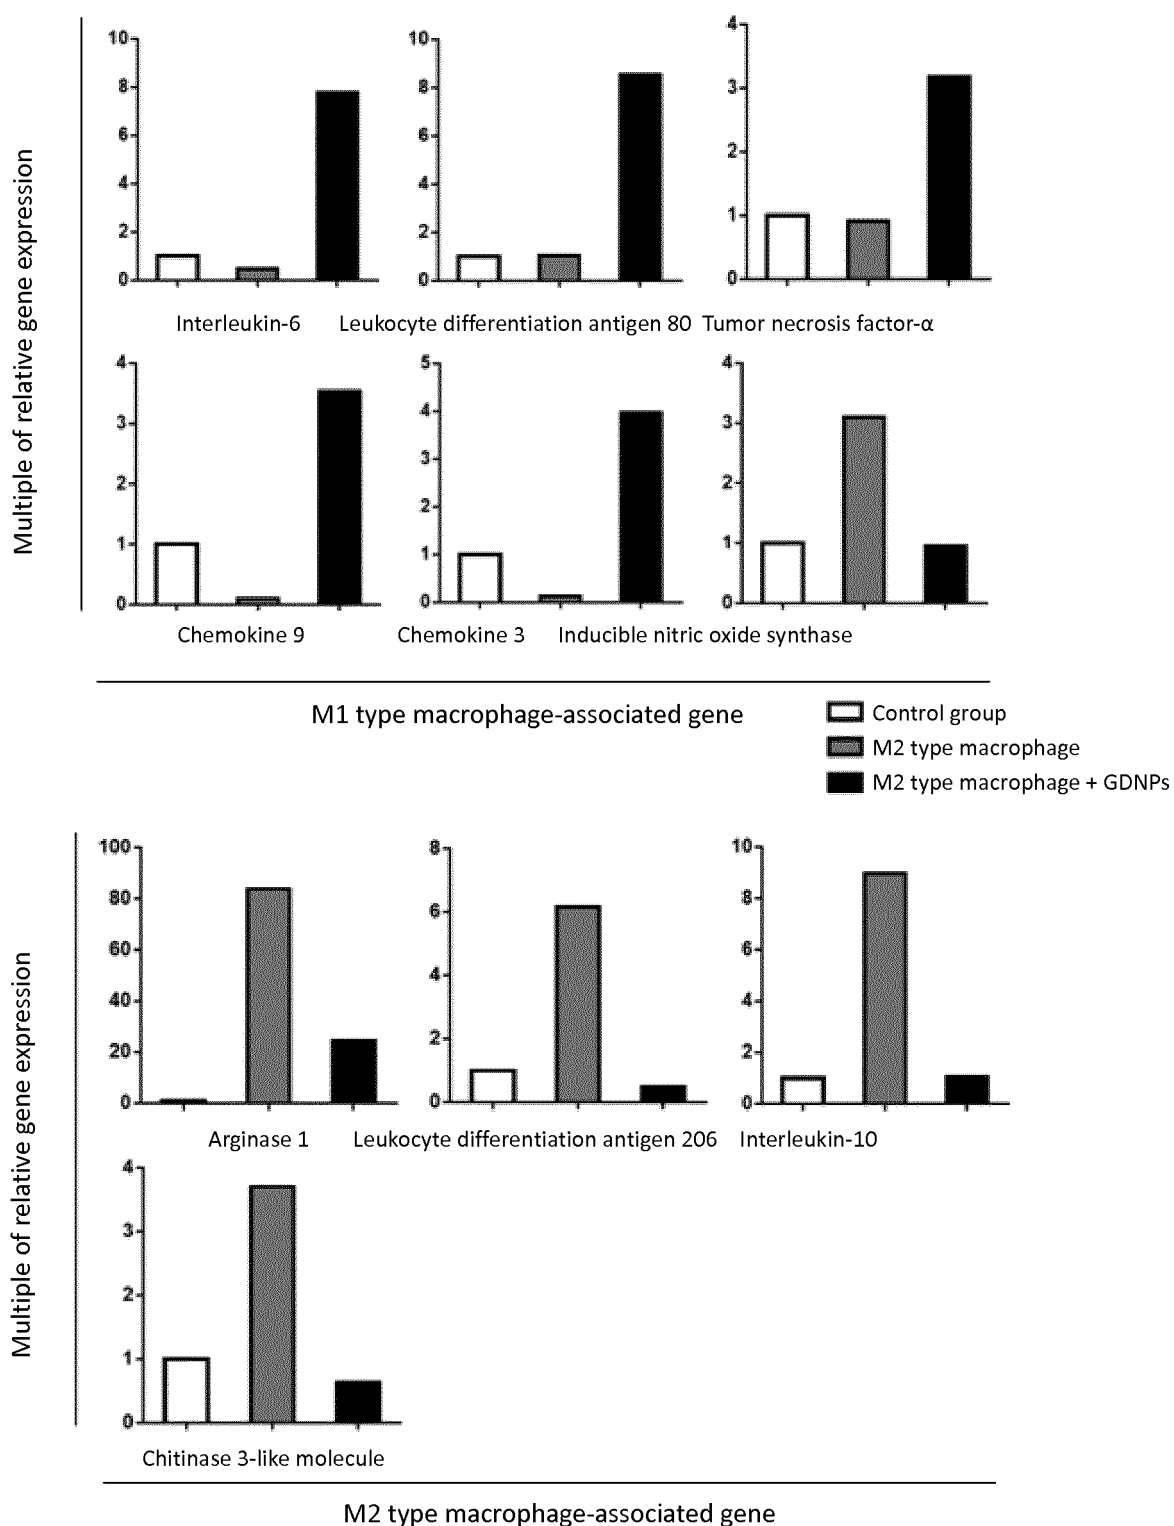 Multiple of relative gene expression
10 8 6 4 2 0
10 8 6 4 2 0
4 3 2 1 0
Interleukin-6 Leukocyte differentiation antigen 80 Tumor necrosis factor-α
4 3 2 1 0
5 4 3 2 1 0
4 3 2 1 0
Chemokine 9 Chemokine 3 Inducible nitric oxide synthase
M1 type macrophage-associated gene
Control group
M2 type macrophage
M2 type macrophage + GDNPs
Multiple of relative gene expression
100 80 60 40 20 0
8 6 4 2 0
10 8 6 4 2 0
Arginase 1 Leukocyte differentiation antigen 206 Interleukin-10
4 3 2 1 0
Chitinase 3-like molecule
M2 type macrophage-associated gene